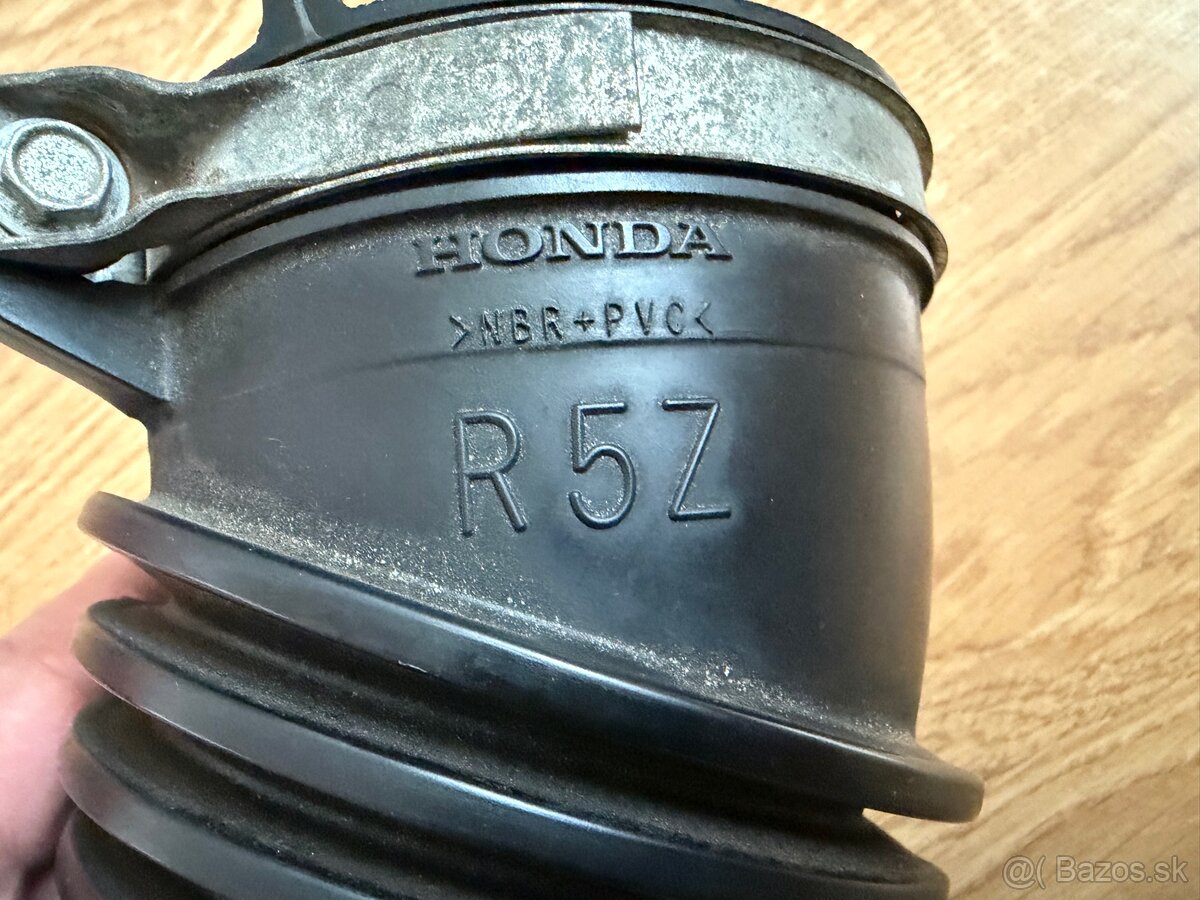 HONDA
>NBR+PVC<
R5Z
@( Bazos.sk